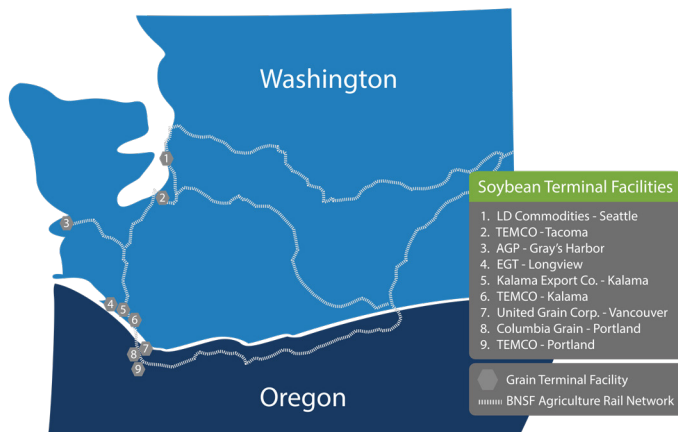 Washington
1
2
3
4
5
6
7
8
9
Oregon
Soybean Terminal Facilities
1. LD Commodities - Seattle
2. TEMCO - Tacoma
3. AGP - Gray's Harbor
4. EGT - Longview
5. Kalama Export Co. - Kalama
6. TEMCO - Kalama
7. United Grain Corp. - Vancouver
8. Columbia Grain - Portland
9. TEMCO - Portland
Grain Terminal Facility
BNSF Agriculture Rail Network